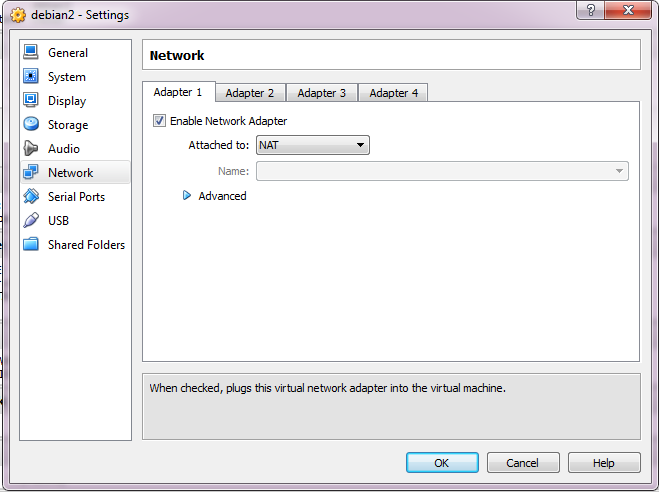 debian2 - Settings
General
System
Display
Storage
Audio
Network
Serial Ports
USB
Shared Folders
Network
Adapter 1 Adapter 2 Adapter 3 Adapter 4
Enable Network Adapter
Attached to: NAT
Name:
Advanced
When checked, plugs this virtual network adapter into the virtual machine.
OK Cancel Help